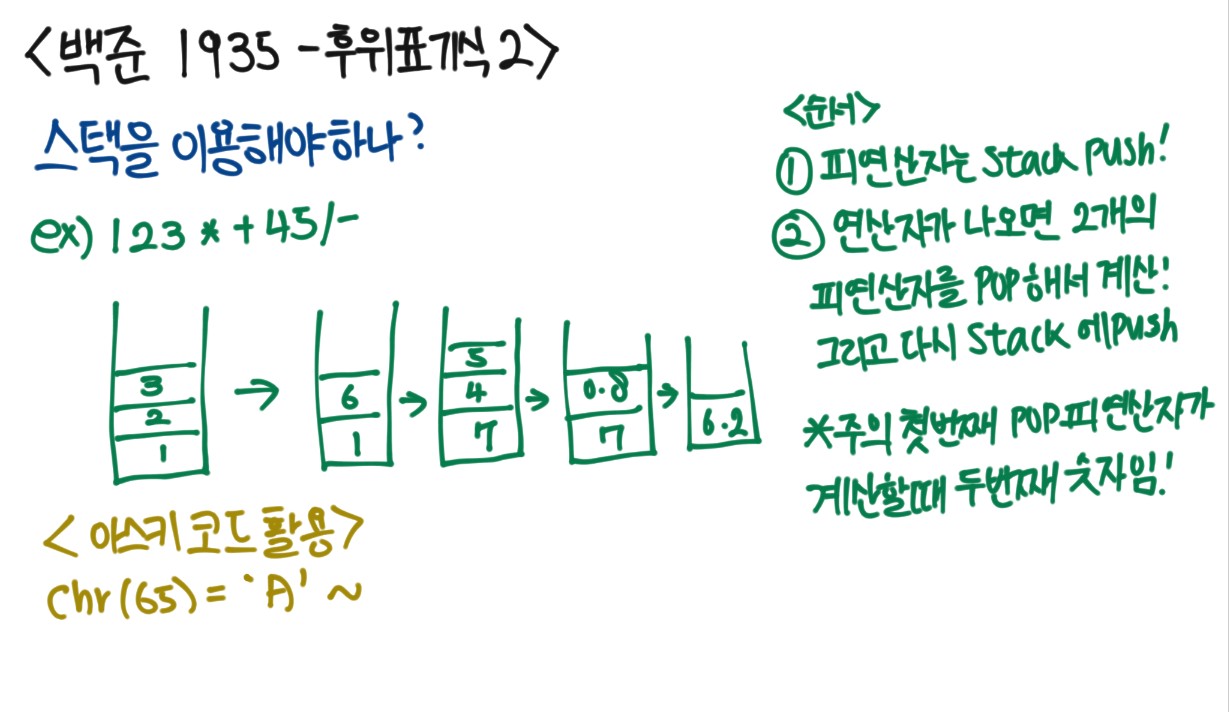 <백준 1935 - 후위표기식2>
스택을 이용해야하나?
ex) 123*+45/-
3
2
1
→
6
1
→
5
4
7
→
0.8
7
→
6.2
<아스키코드 활용>
chr(65) = 'A' ~
<순서>
① 피연산자는 Stack push!
② 연산자가 나오면 2개의
피연산자를 POP해서 계산!
그리고 다시 Stack에 push
*주의 첫번째 POP피연산자가
계산할때 두번째 숫자임!